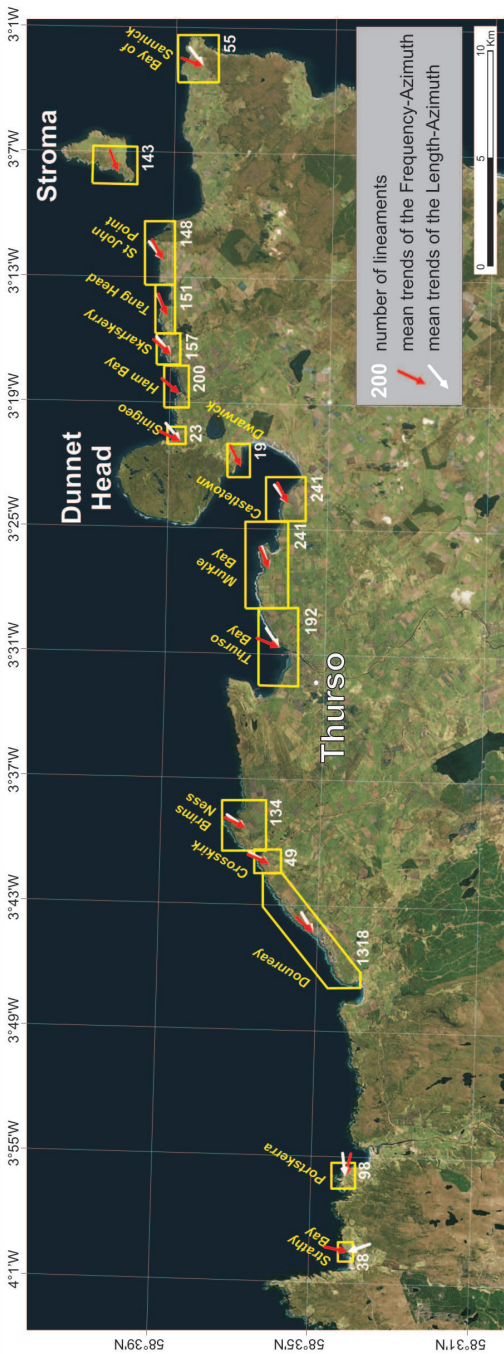 4°1'W
3°55'W
3°49'W
3°43'W
3°37'W
3°31'W
3°25'W
3°19'W
3°13'W
3°7'W
3°1'W
58°39'N
58°35'N
58°31'N
Strathy
Bay
38
Portskerra
98
Dounreay
1318
Crosskirk
49
Brims
Ness
134
Thurso
Thurso
Bay
192
Murkle
Bay
241
Castletown
241
Dwarwick
19
Dunnet
Head
Sinigeo
23
Ham Bay
200
Skarfskerry
157
Tang Head
151
St John
Point
148
Stroma
143
Bay of
Sannick
55
200 number of lineaments
mean trends of the Frequency-Azimuth
mean trends of the Length-Azimuth
0 5 10
Km